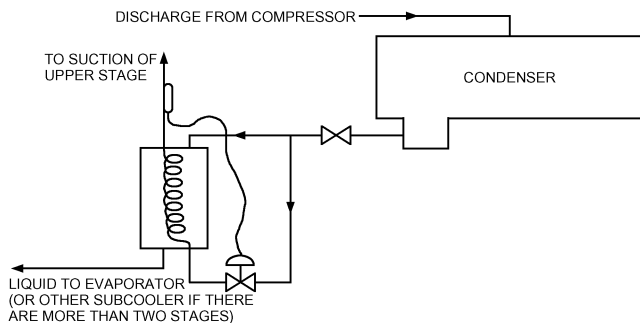 DISCHARGE FROM COMPRESSOR
TO SUCTION OF
UPPER STAGE
CONDENSER
LIQUID TO EVAPORATOR
(OR OTHER SUBCOOLER IF THERE
ARE MORE THAN TWO STAGES)